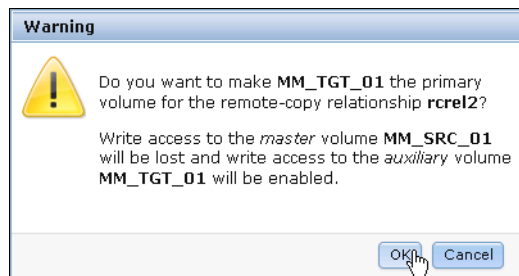 Warning
Do you want to make MM_TGT_01 the primary
volume for the remote-copy relationship rcrel2?
Write access to the master volume MM_SRC_01
will be lost and write access to the auxiliary volume
MM_TGT_01 will be enabled.
OK Cancel